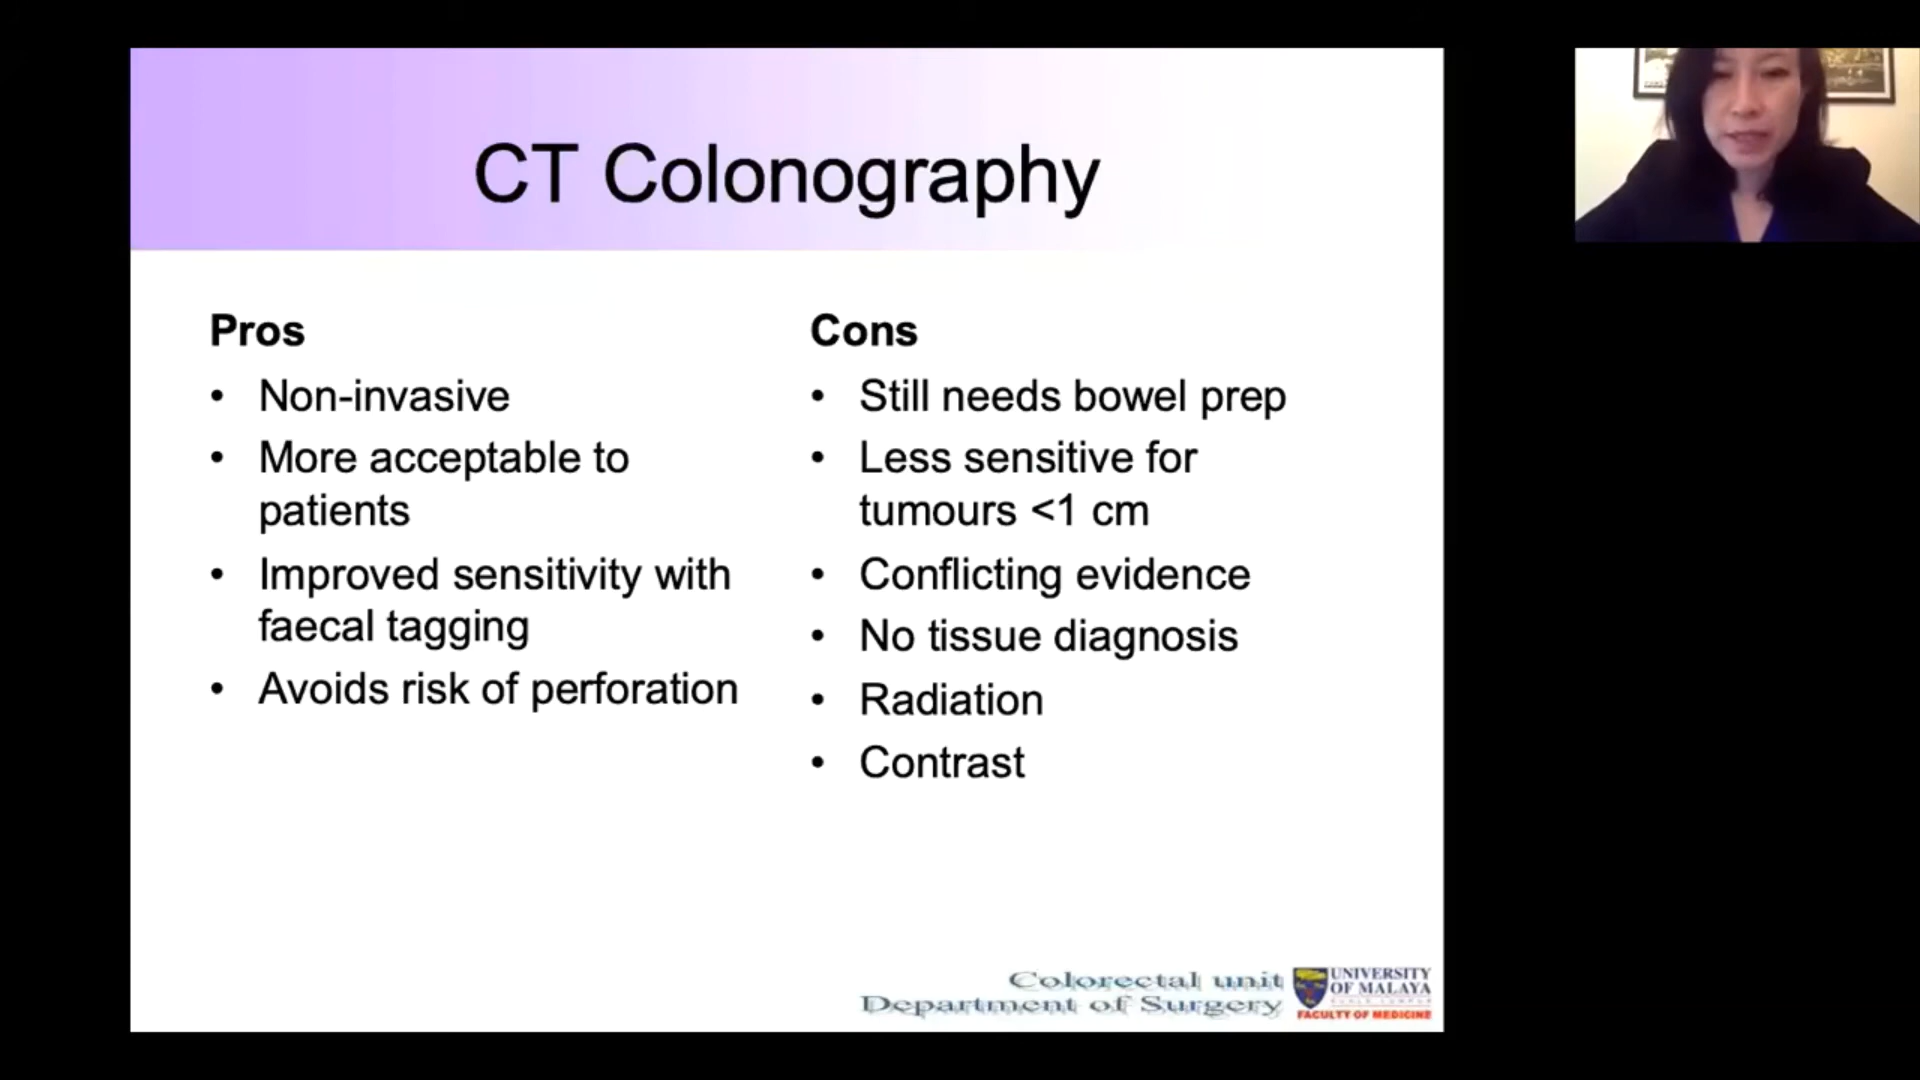 CT Colonography
Pros
• Non-invasive
• More acceptable to
patients
• Improved sensitivity with
faecal tagging
• Avoids risk of perforation
Cons
• Still needs bowel prep
• Less sensitive for
tumours <1 cm
• Conflicting evidence
• No tissue diagnosis
• Radiation
• Contrast
Colorectal unit
Department of Surgery
UNIVERSITY
OF MALAYA
FACULTY OF MEDICINE